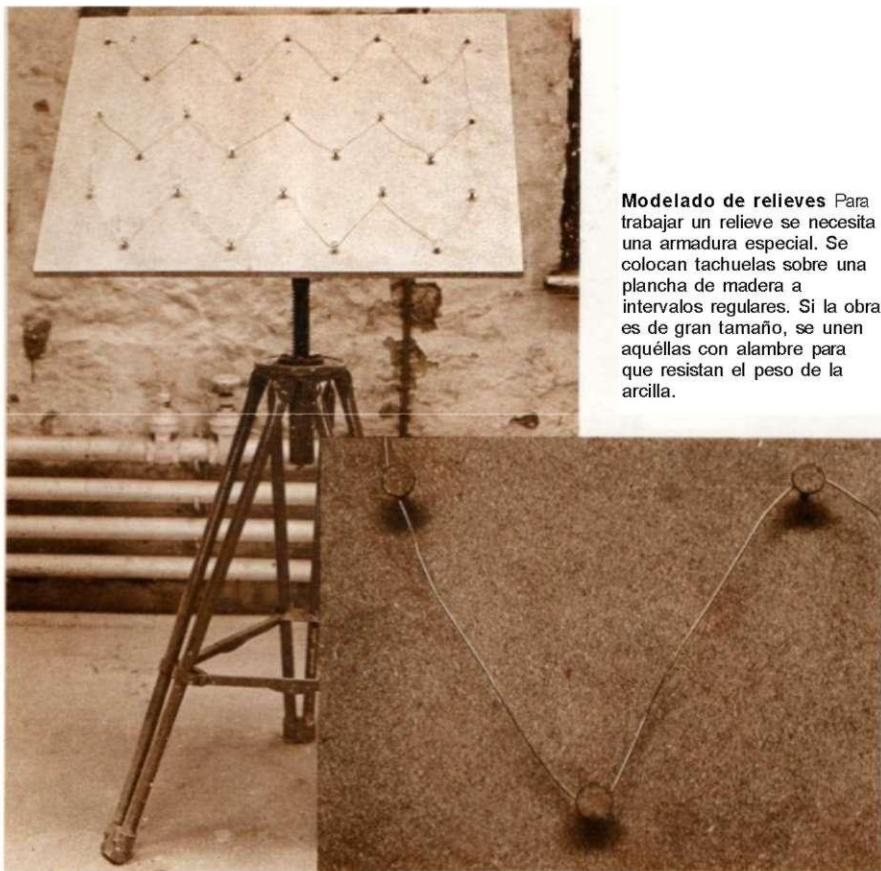 Modelado de relieves Para
trabajar un relieve se necesita
una armadura especial. Se
colocan tachuelas sobre una
plancha de madera a
intervalos regulares. Si la obra
es de gran tamaño, se unen
aquéllas con alambre para
que resistan el peso de la
arcilla.